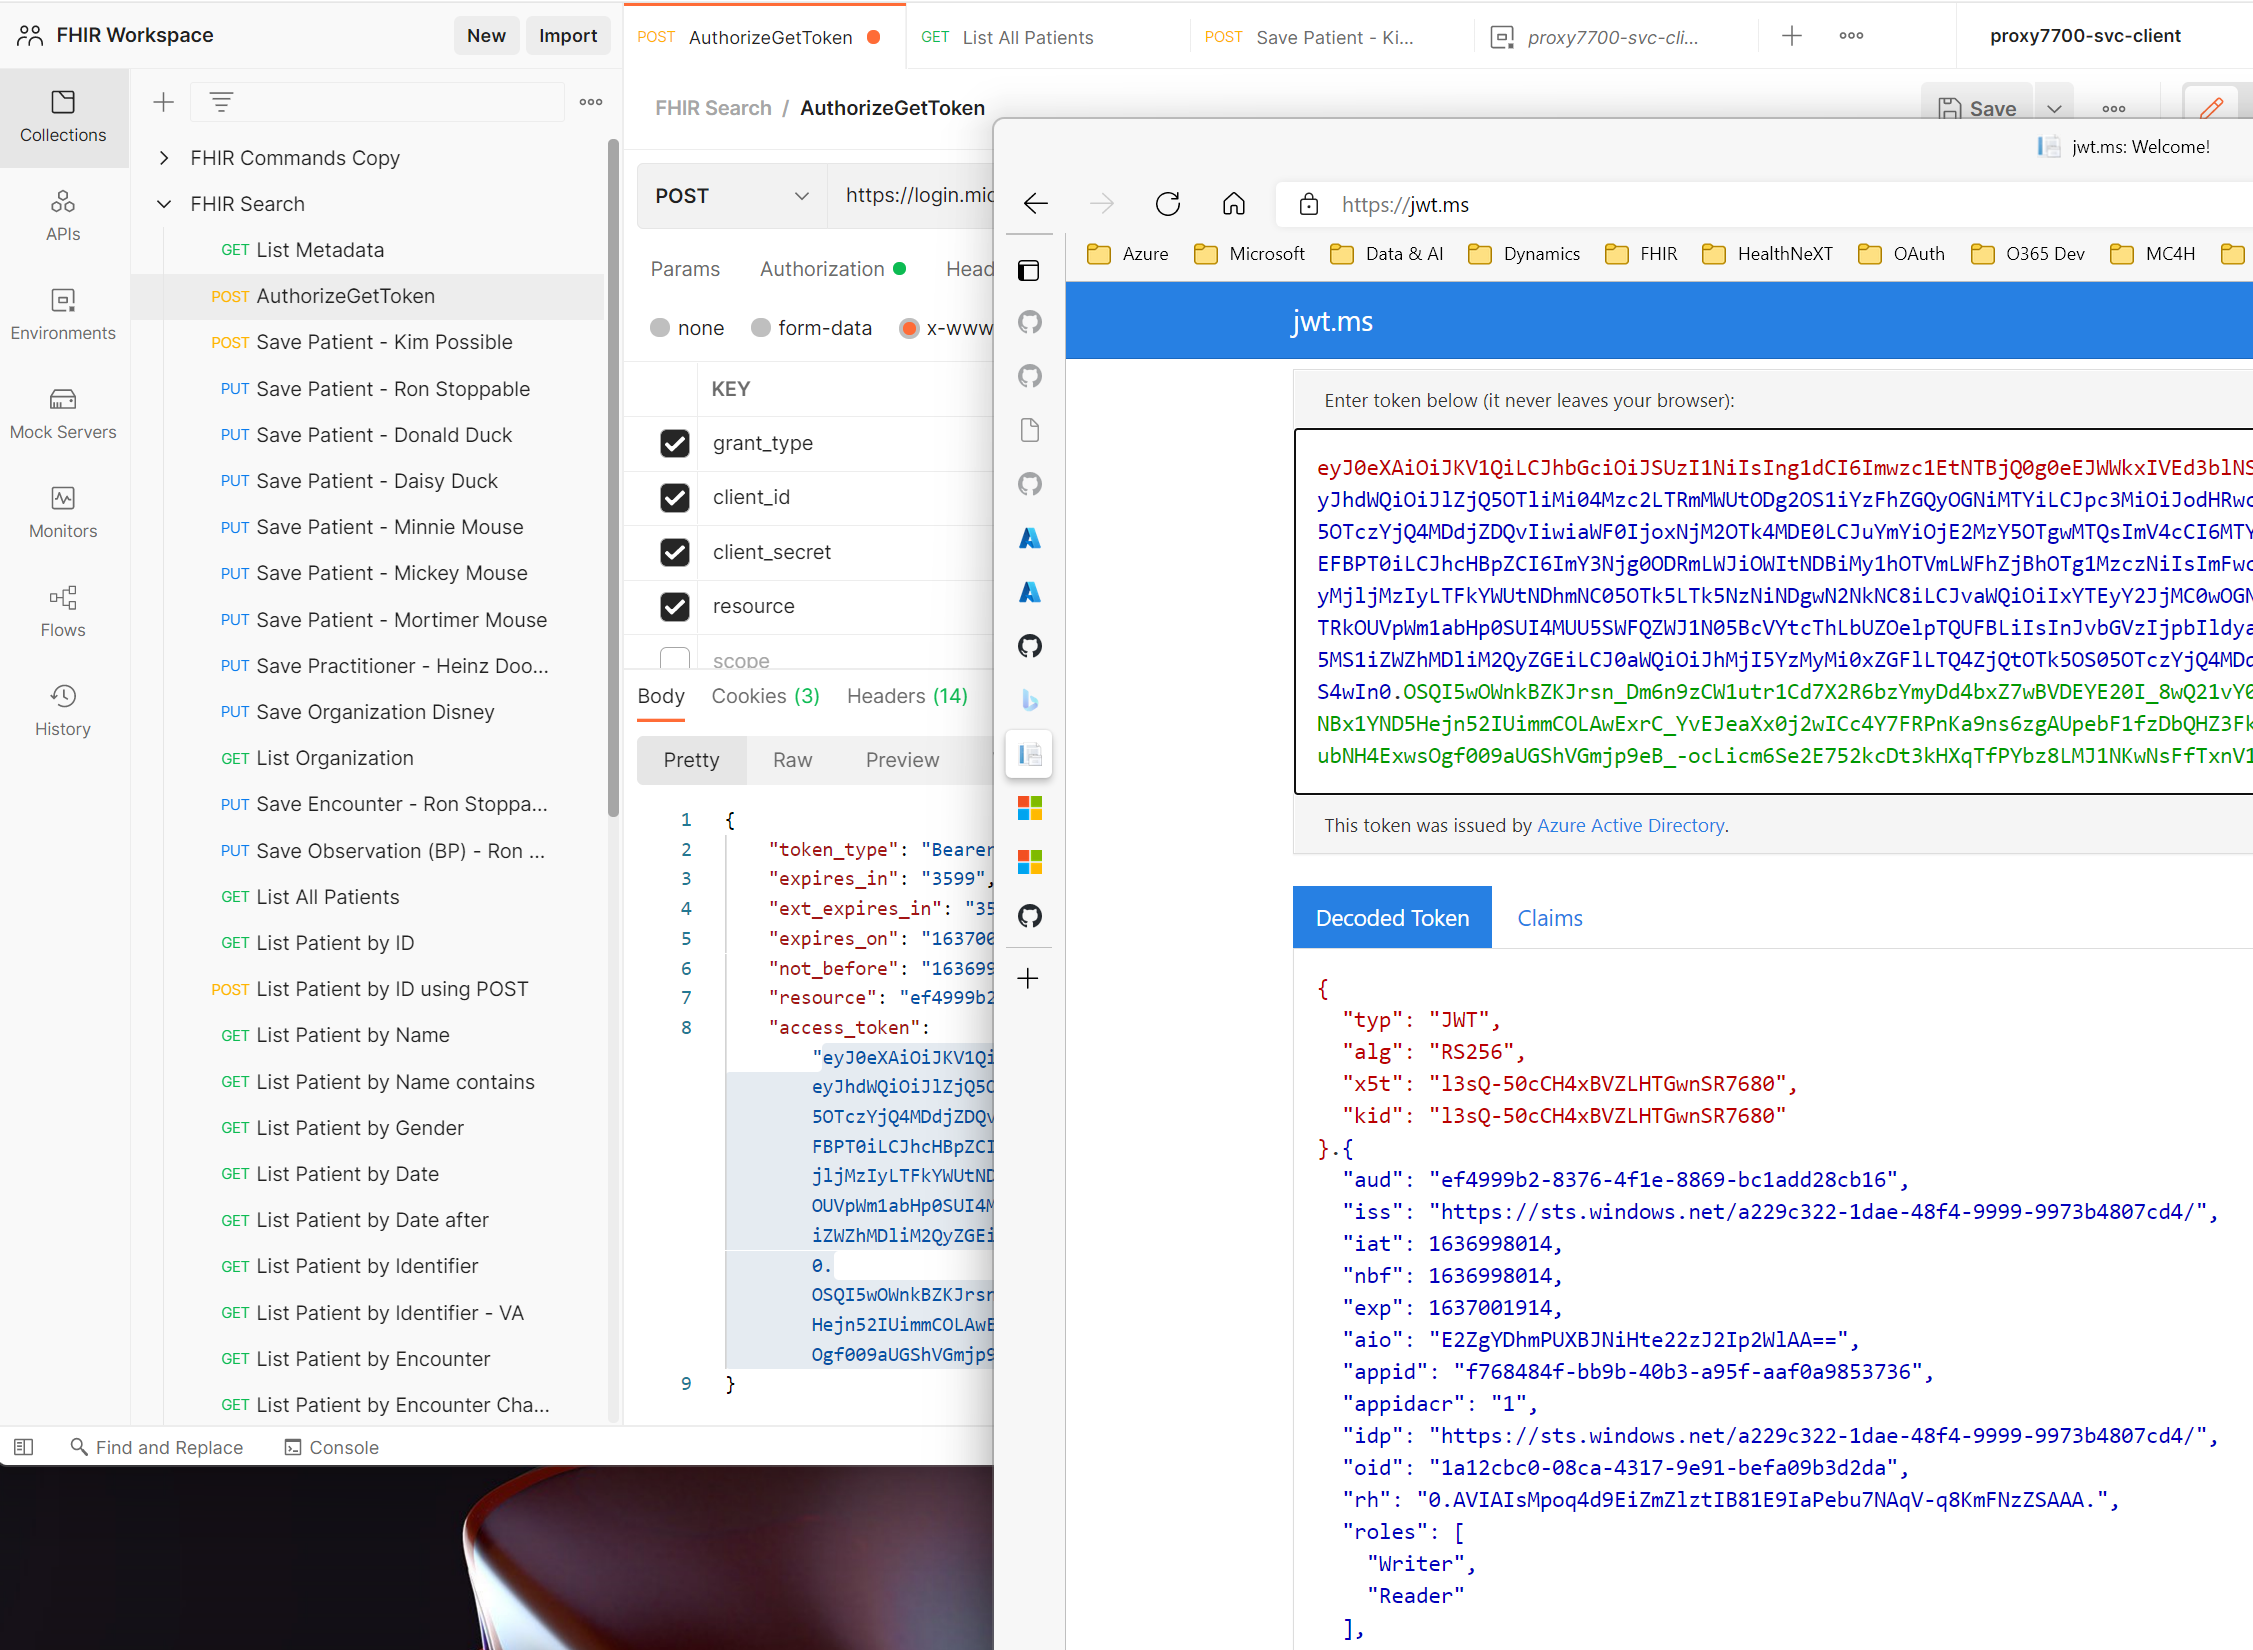 FHIR Workspace
New
Import
POST AuthorizeGetToken
GET List All Patients
POST Save Patient - Ki...
proxy7700-svc-cli...
proxy7700-svc-client
Collections
APIs
Environments
Mock Servers
Monitors
Flows
History
FHIR Commands Copy
FHIR Search
GET List Metadata
POST AuthorizeGetToken
POST Save Patient - Kim Possible
PUT Save Patient - Ron Stoppable
PUT Save Patient - Donald Duck
PUT Save Patient - Daisy Duck
PUT Save Patient - Minnie Mouse
PUT Save Patient - Mickey Mouse
PUT Save Patient - Mortimer Mouse
PUT Save Practitioner - Heinz Doo...
PUT Save Organization Disney
GET List Organization
PUT Save Encounter - Ron Stoppa...
PUT Save Observation (BP) - Ron ...
GET List All Patients
GET List Patient by ID
POST List Patient by ID using POST
GET List Patient by Name
GET List Patient by Name contains
GET List Patient by Gender
GET List Patient by Date
GET List Patient by Date after
GET List Patient by Identifier
GET List Patient by Identifier - VA
GET List Patient by Encounter
GET List Patient by Encounter Cha...
Find and Replace
Console
FHIR Search / AuthorizeGetToken
Save
POST
https://login.mic
Params
Authorization
Head
none
form-data
x-www
KEY
grant_type
client_id
client_secret
resource
scope
Body
Cookies (3)
Headers (14)
Pretty
Raw
Preview
1 {
2 "token_type": "Bearer
3 "expires_in": "3599",
4 "ext_expires_in": "35
5 "expires_on": "163700
6 "not_before": "163699
7 "resource": "ef4999b2
8 "access_token":
"eyJ0eXAiOiJKV1Qi
eyJhdWQiOiJlZjQ5O
5OTczYjQ4MDdjZDQv
FBPT0iLCJhcHBpZCI
jljMzIyLTFkYWUtND
OUVpWm1abHp0SUI4M
iZWZhMDliM2QyZGEi
0.
OSQI5wOWnkBZKJrsr
Hejn52IUimmCOLAwE
Ogf009aUGShVGmjp9
9 }
jwt.ms: Welcome!
https://jwt.ms
Azure
Microsoft
Data & AI
Dynamics
FHIR
HealthNeXT
OAuth
O365 Dev
MC4H
jwt.ms
Enter token below (it never leaves your browser):
eyJ0eXAiOiJKV1QiLCJhbGciOiJSUzI1NiIsIng1dCI6Imwzc1EtNTBjQ0g0eEJWWkxIVEd3blNS
yJhdWQiOiJlZjQ5OTliMi04Mzc2LTRmMWUtODg2OS1iYzFhZGQyOGNiMTYiLCJpc3MiOiJodHRwc
5OTczYjQ4MDdjZDQvIiwiaWF0IjoxNjM2OTk4MDE0LCJuYmYiOjE2MzY5OTgwMTQsImV4cCI6MTY
EFBPT0iLCJhcHBpZCI6ImY3Njg0ODRmLWJiOWItNDBiMy1hOTVmLWFhZjBhOTg1MzczNiIsImFwc
yMjljMzIyLTFkYWUtNDhmNC05OTk5LTk5NzNiNDgwN2NkNC8iLCJvaWQiOiIxYTEyY2JjMC0wOGN
TRkOUVpWm1abHp0SUI4MUU5SWFQZWJ1N05BcVYtcThLbUZOelpTQUFBLiIsInJvbGVzIjpbIldya
5MS1iZWZhMDliM2QyZGEiLCJ0aWQiOiJhMjI5YzMyMi0xZGFlLTQ4ZjQtOTk5OS05OTczYjQ4MDd
S4wIn0.OSQI5wOWnkBZKJrsn_Dm6n9zCW1utr1Cd7X2R6bzYmyDd4bxZ7wBVDEYE20I_8wQ21vY0
NBx1YND5Hejn52IUimmCOLAwExrC_YvEJeaXx0j2wICc4Y7FRPnKa9ns6zgAUpebF1fzDbQHZ3Fk
ubNH4ExwsOgf009aUGShVGmjp9eB_-ocLicm6Se2E752kcDt3kHXqTfPYbz8LMJ1NKwNsFfTxnV1
This token was issued by Azure Active Directory.
Decoded Token
Claims
{
"typ": "JWT",
"alg": "RS256",
"x5t": "l3sQ-50cCH4xBVZLHTGwnSR7680",
"kid": "l3sQ-50cCH4xBVZLHTGwnSR7680"
}.{
"aud": "ef4999b2-8376-4f1e-8869-bc1add28cb16",
"iss": "https://sts.windows.net/a229c322-1dae-48f4-9999-9973b4807cd4/",
"iat": 1636998014,
"nbf": 1636998014,
"exp": 1637001914,
"aio": "E2ZgYDhmPUXBJNiHte22zJ2Ip2WlAA==",
"appid": "f768484f-bb9b-40b3-a95f-aaf0a9853736",
"appidacr": "1",
"idp": "https://sts.windows.net/a229c322-1dae-48f4-9999-9973b4807cd4/",
"oid": "1a12cbc0-08ca-4317-9e91-befa09b3d2da",
"rh": "0.AVIAIsMpoq4d9EiZmZlztIB81E9IaPebu7NAqV-q8KmFNzZSAAA.",
"roles": [
"Writer",
"Reader"
],